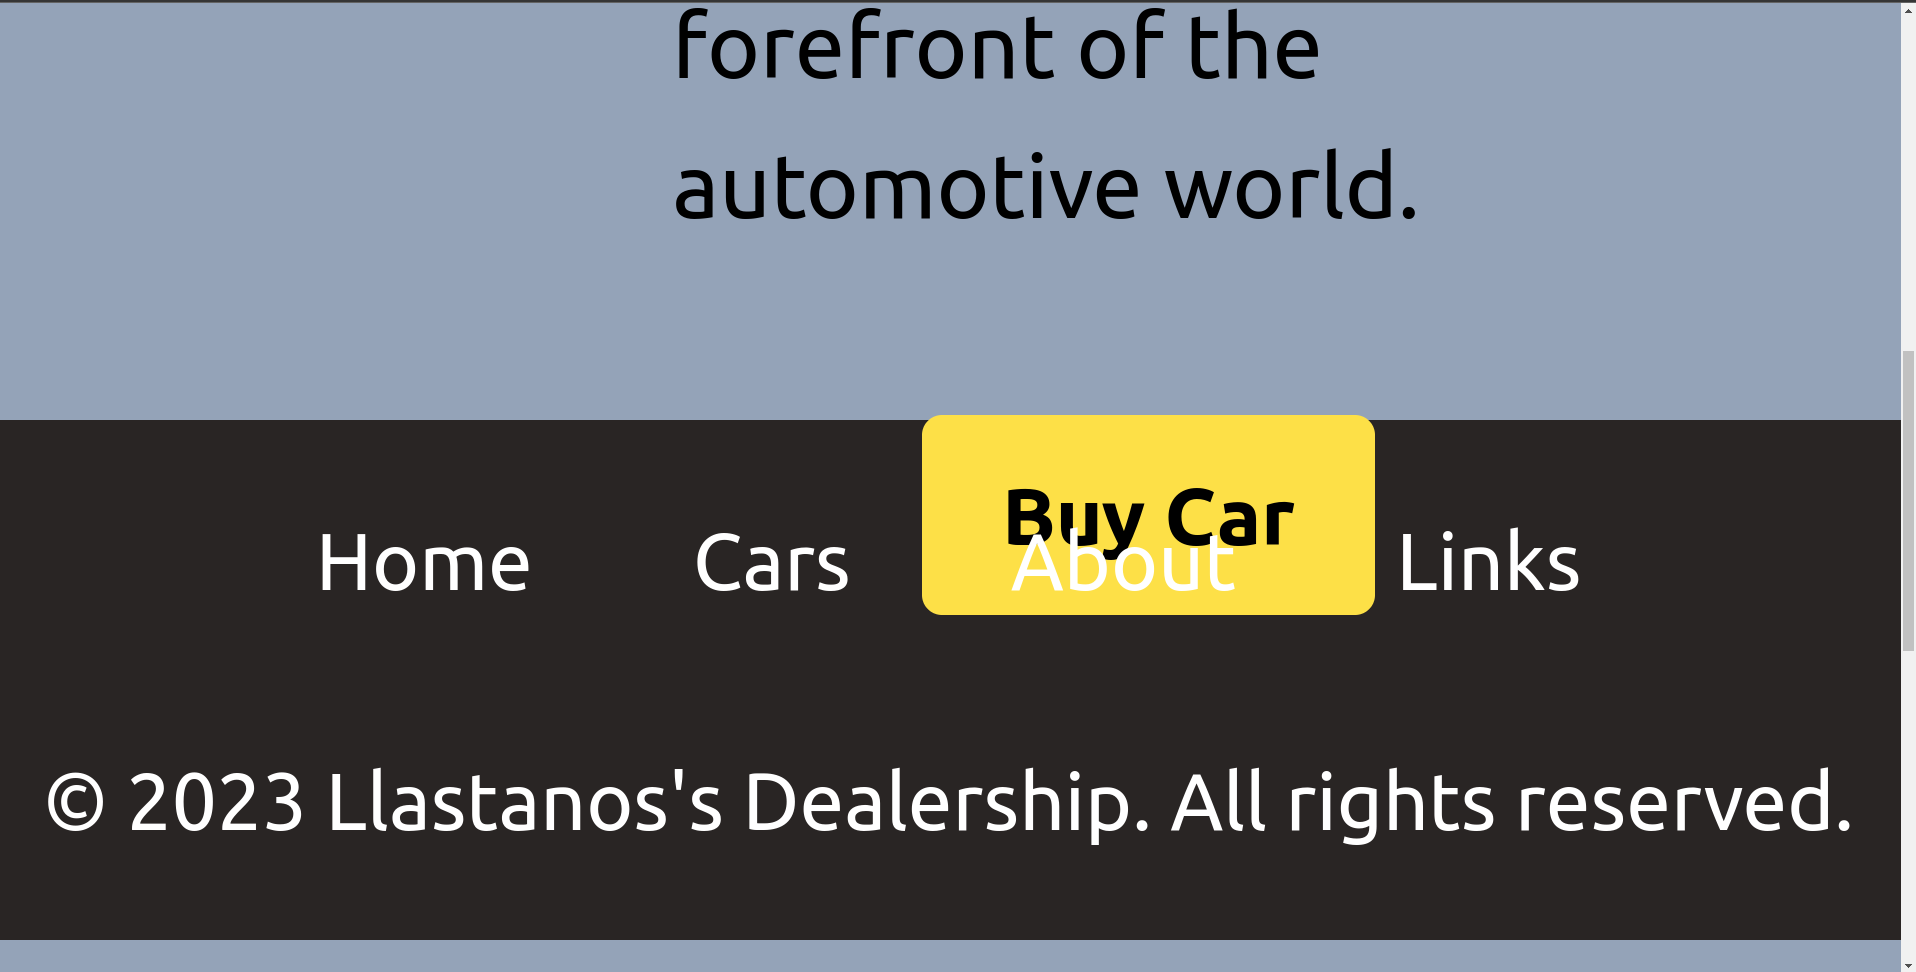 forefront of the
automotive world.
Buy Car
Home Cars About Links
© 2023 Llastanos's Dealership. All rights reserved.